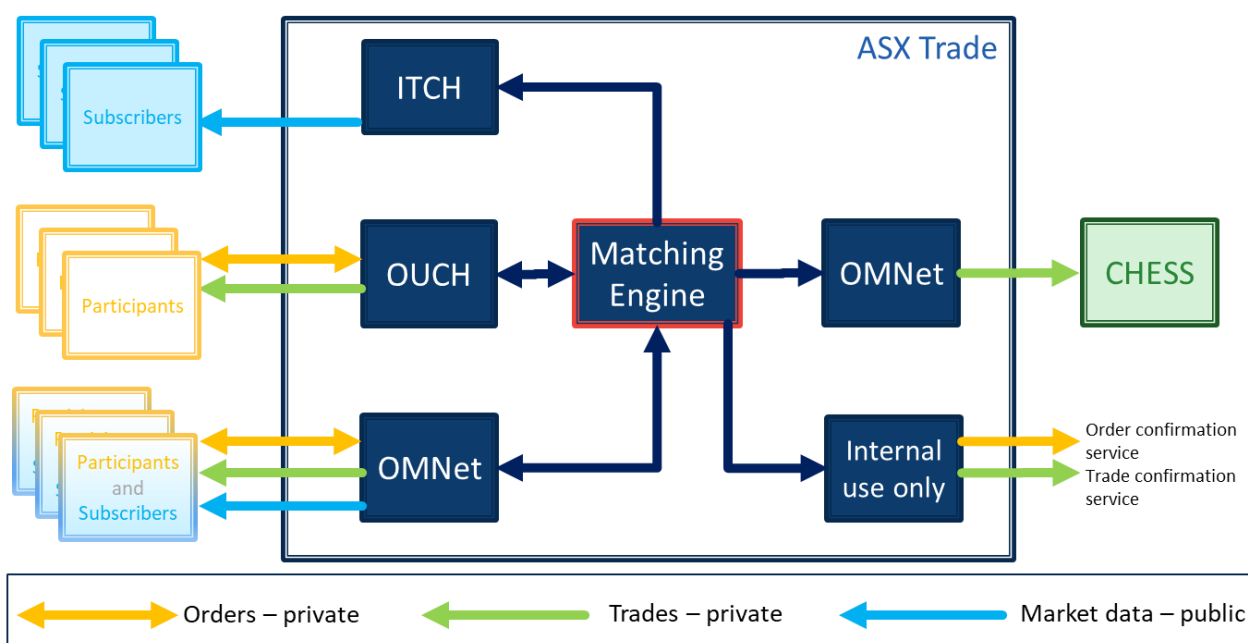 ASX Trade
ITCH
Subscribers
OUCH
Matching
Engine
OMNet
CHESS
Participants
OMNet
Internal
use only
Order confirmation
service
Trade confirmation
service
Participants
and
Subscribers
Orders – private
Trades – private
Market data – public